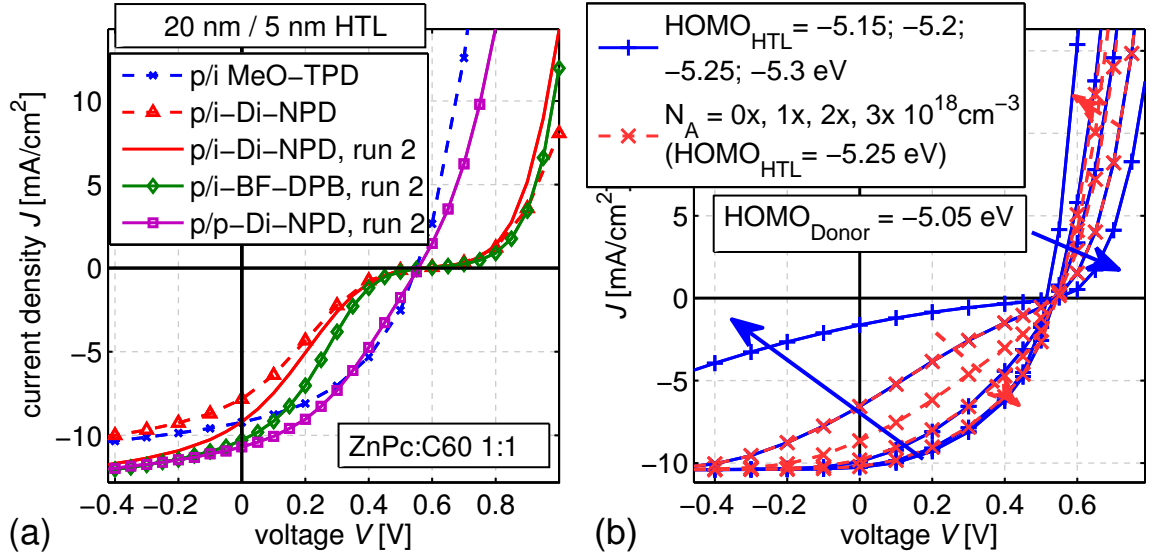 20 nm / 5 nm HTL
p/i MeO−TPD
p/i−Di−NPD
p/i−Di−NPD, run 2
p/i−BF−DPB, run 2
p/p−Di−NPD, run 2
ZnPc:C60 1:1
10
5
0
−5
−10
current density J [mA/cm²]
−0.4 −0.2 0 0.2 0.4 0.6 0.8
voltage V [V]
(a)
HOMO_HTL = −5.15; −5.2;
−5.25; −5.3 eV
N_A = 0x, 1x, 2x, 3x 10¹⁸cm⁻³
(HOMO_HTL = −5.25 eV)
HOMO_Donor = −5.05 eV
5
0
−5
−10
J [mA/cm²]
−0.4 −0.2 0 0.2 0.4 0.6
voltage V [V]
(b)